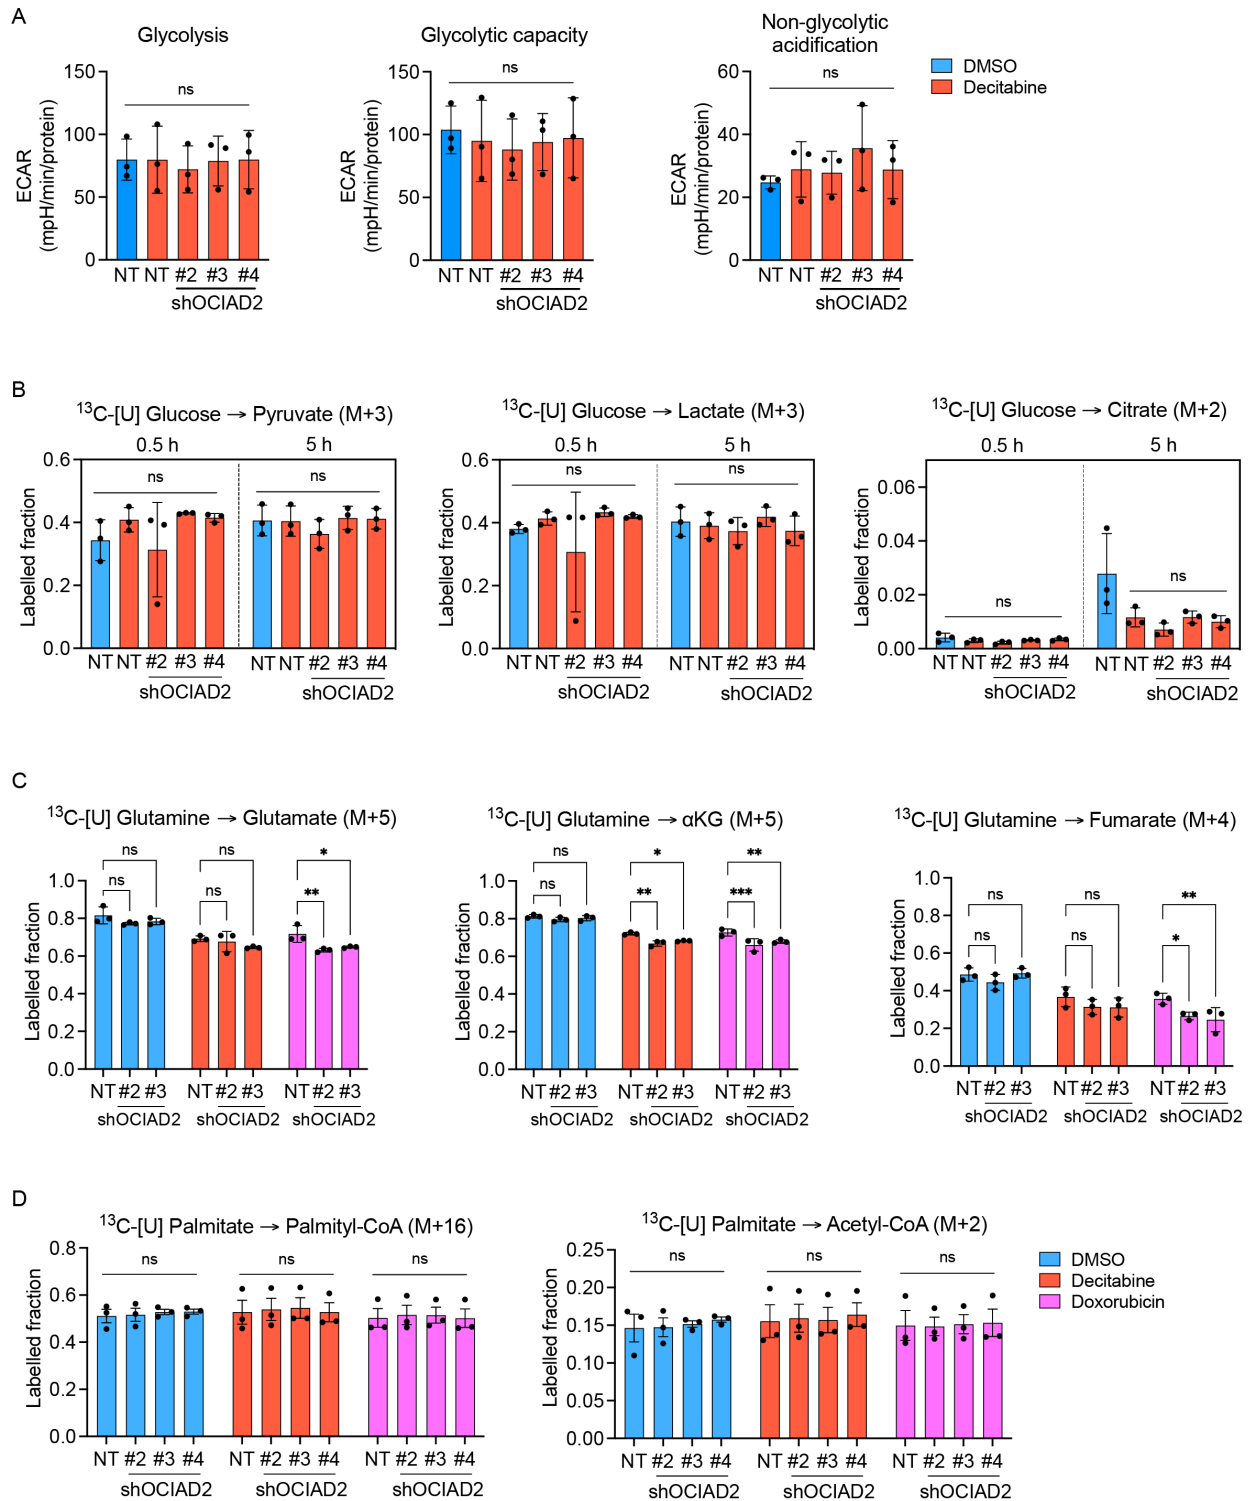 A
Glycolysis
Glycolytic capacity
Non-glycolytic
acidification
DMSO
Decitabine
ECAR
(mpH/min/protein)
150
100
50
0
ns
NT NT #2 #3 #4
shOCIAD2
ECAR
(mpH/min/protein)
150
100
50
0
ns
NT NT #2 #3 #4
shOCIAD2
ECAR
(mpH/min/protein)
60
40
20
0
ns
NT NT #2 #3 #4
shOCIAD2
B
13C-[U] Glucose → Pyruvate (M+3)
0.5 h 5 h
Labelled fraction
0.6
0.4
0.2
0.0
ns ns
NT NT #2 #3 #4 NT NT #2 #3 #4
shOCIAD2 shOCIAD2
13C-[U] Glucose → Lactate (M+3)
0.5 h 5 h
Labelled fraction
0.6
0.4
0.2
0.0
ns ns
NT NT #2 #3 #4 NT NT #2 #3 #4
shOCIAD2 shOCIAD2
13C-[U] Glucose → Citrate (M+2)
0.5 h 5 h
Labelled fraction
0.06
0.04
0.02
0.00
ns ns
NT NT #2 #3 #4 NT NT #2 #3 #4
shOCIAD2 shOCIAD2
C
13C-[U] Glutamine → Glutamate (M+5)
Labelled fraction
1.0
0.8
0.6
0.4
0.2
0.0
ns ns *
ns ns **
NT #2 #3 NT #2 #3 NT #2 #3
shOCIAD2 shOCIAD2 shOCIAD2
13C-[U] Glutamine → αKG (M+5)
Labelled fraction
1.0
0.8
0.6
0.4
0.2
0.0
ns * **
ns ** ***
NT #2 #3 NT #2 #3 NT #2 #3
shOCIAD2 shOCIAD2 shOCIAD2
13C-[U] Glutamine → Fumarate (M+4)
Labelled fraction
1.0
0.8
0.6
0.4
0.2
0.0
ns ns **
ns ns *
NT #2 #3 NT #2 #3 NT #2 #3
shOCIAD2 shOCIAD2 shOCIAD2
D
13C-[U] Palmitate → Palmityl-CoA (M+16)
Labelled fraction
0.8
0.6
0.4
0.2
0.0
ns ns ns
NT #2 #3 #4 NT #2 #3 #4 NT #2 #3 #4
shOCIAD2 shOCIAD2 shOCIAD2
13C-[U] Palmitate → Acetyl-CoA (M+2)
Labelled fraction
0.25
0.20
0.15
0.10
0.05
0.00
ns ns ns
NT #2 #3 #4 NT #2 #3 #4 NT #2 #3 #4
shOCIAD2 shOCIAD2 shOCIAD2
DMSO
Decitabine
Doxorubicin